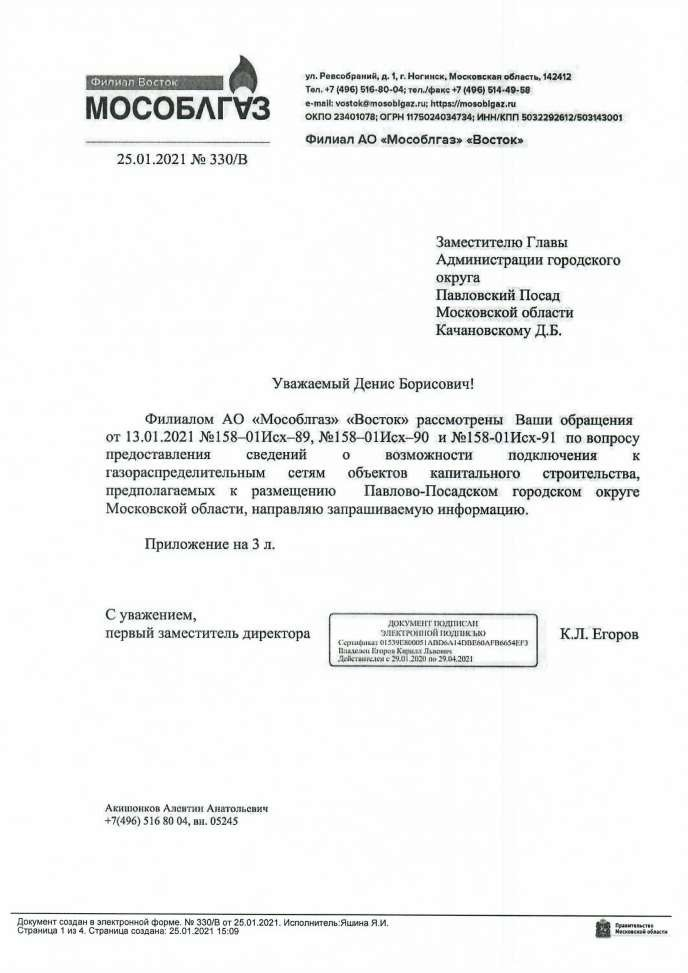 Филиал Восток
МОСОБЛГАЗ
ул. Ревсобраний, д. 1, г. Ногинск, Московская область, 142412
Тел. +7 (496) 516-80-04; тел./факс +7 (496) 514-49-58
e-mail: vostok@mosoblgaz.ru; https://mosoblgaz.ru
ОКПО 23401078; ОГРН 1175024034734; ИНН/КПП 5032292612/503143001
Филиал АО «Мособлгаз» «Восток»
25.01.2021 № 330/В
Заместителю Главы
Администрации городского
округа
Павловский Посад
Московской области
Качановскому Д.Б.
Уважаемый Денис Борисович!
Филиалом АО «Мособлгаз» «Восток» рассмотрены Ваши обращения
от 13.01.2021 №158–01Исх–89, №158–01Исх–90 и №158-01Исх-91 по вопросу
предоставления сведений о возможности подключения к
газораспределительным сетям объектов капитального строительства,
предполагаемых к размещению Павлово-Посадском городском округе
Московской области, направляю запрашиваемую информацию.
Приложение на 3 л.
С уважением,
первый заместитель директора
ДОКУМЕНТ ПОДПИСАН
ЭЛЕКТРОННОЙ ПОДПИСЬЮ
Сертификат 01539E800051ABD6A14DBE60AFB6654EF3
Владелец Егоров Кирилл Львович
Действителен с 29.01.2020 по 29.04.2021
К.Л. Егоров
Акишонков Алевтин Анатольевич
+7(496) 516 80 04, вн. 05245
Документ создан в электронной форме. № 330/В от 25.01.2021. Исполнитель:Яшина Я.И.
Страница 1 из 4. Страница создана: 25.01.2021 15:09
Правительство
Московской области